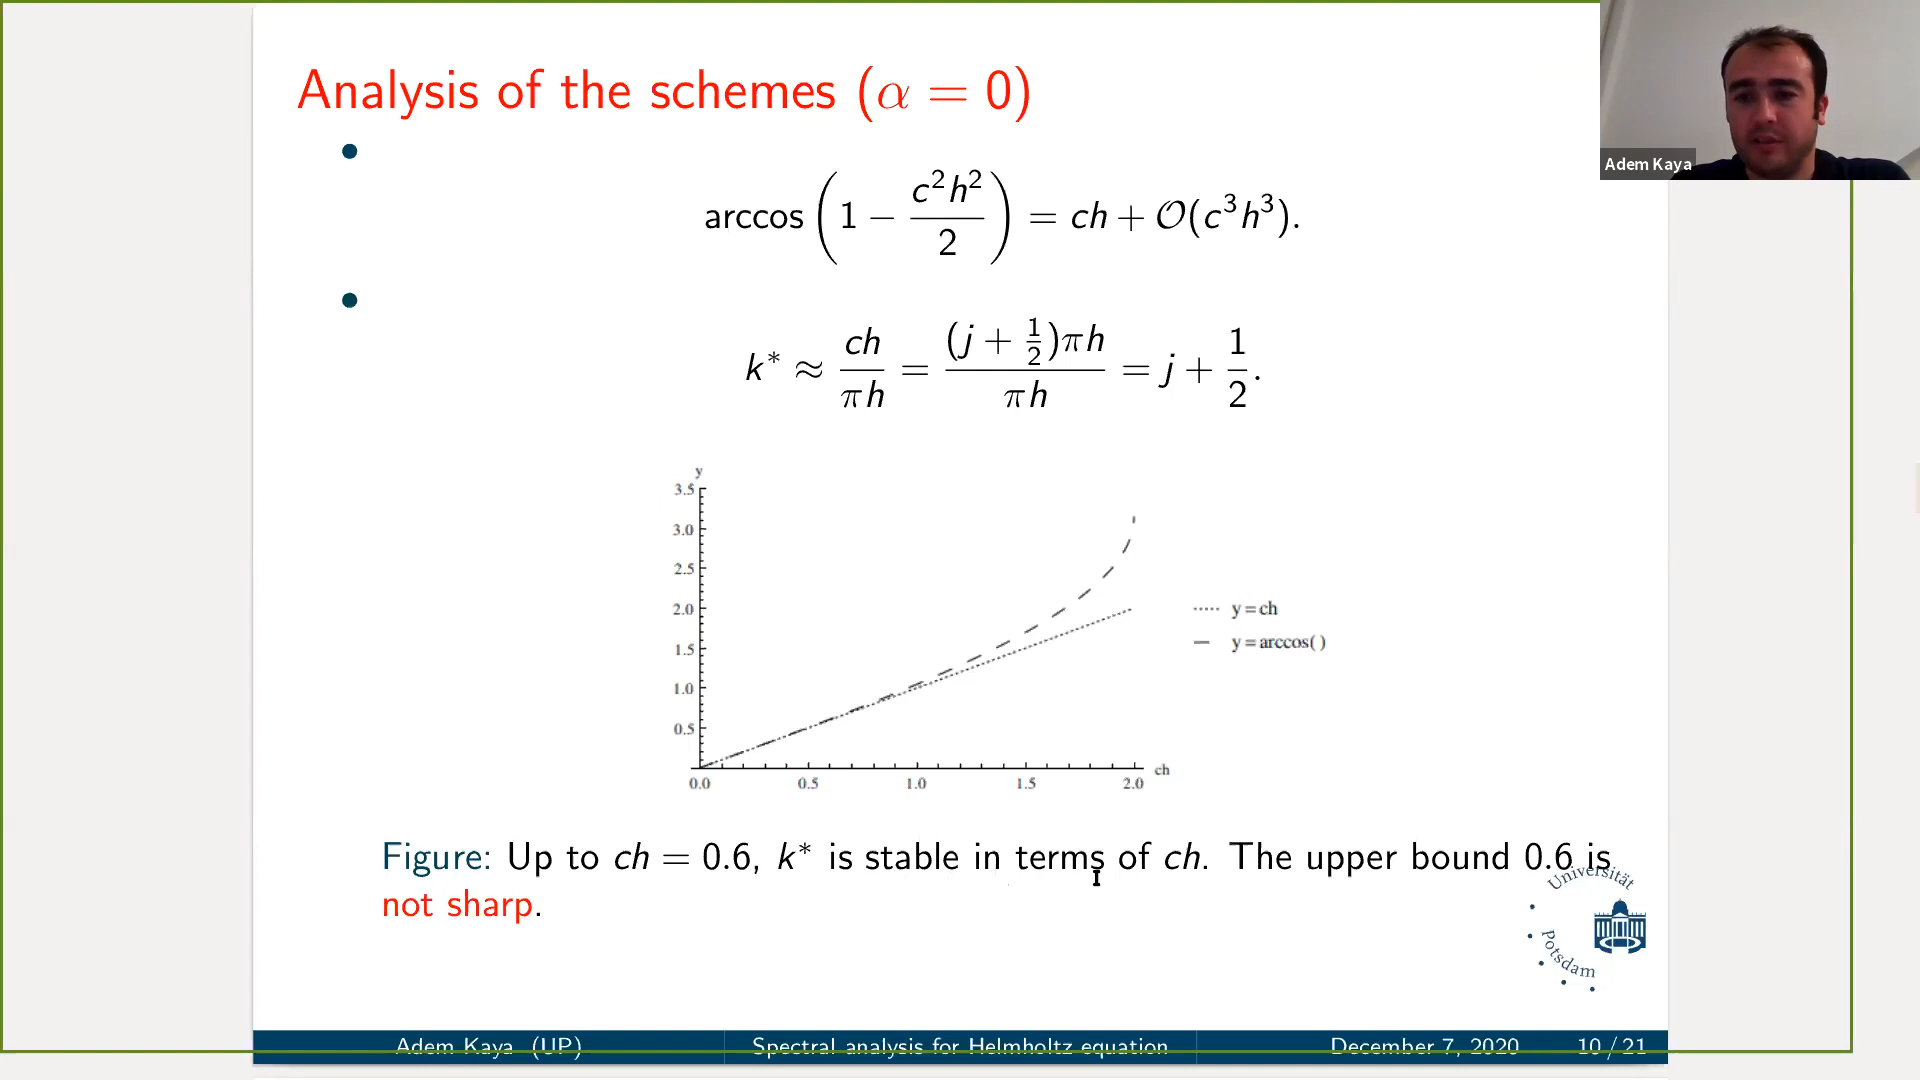 Analysis of the schemes (α = 0)
Adem Kaya
• arccos(1 − c²h²/2) = ch + 𝒪(c³h³).
• k* ≈ ch/πh = (j + 1/2)πh/πh = j + 1/2.
y
3.5
3.0
2.5
2.0
1.5
1.0
0.5
0.0 0.5 1.0 1.5 2.0
ch
y=ch
y=arccos( )
Figure: Up to ch = 0.6, k* is stable in terms of ch. The upper bound 0.6 is
not sharp.
Universität
Potsdam
Adem Kaya (UP) Spectral analysis for Helmholtz equation December 7, 2020 10 / 21